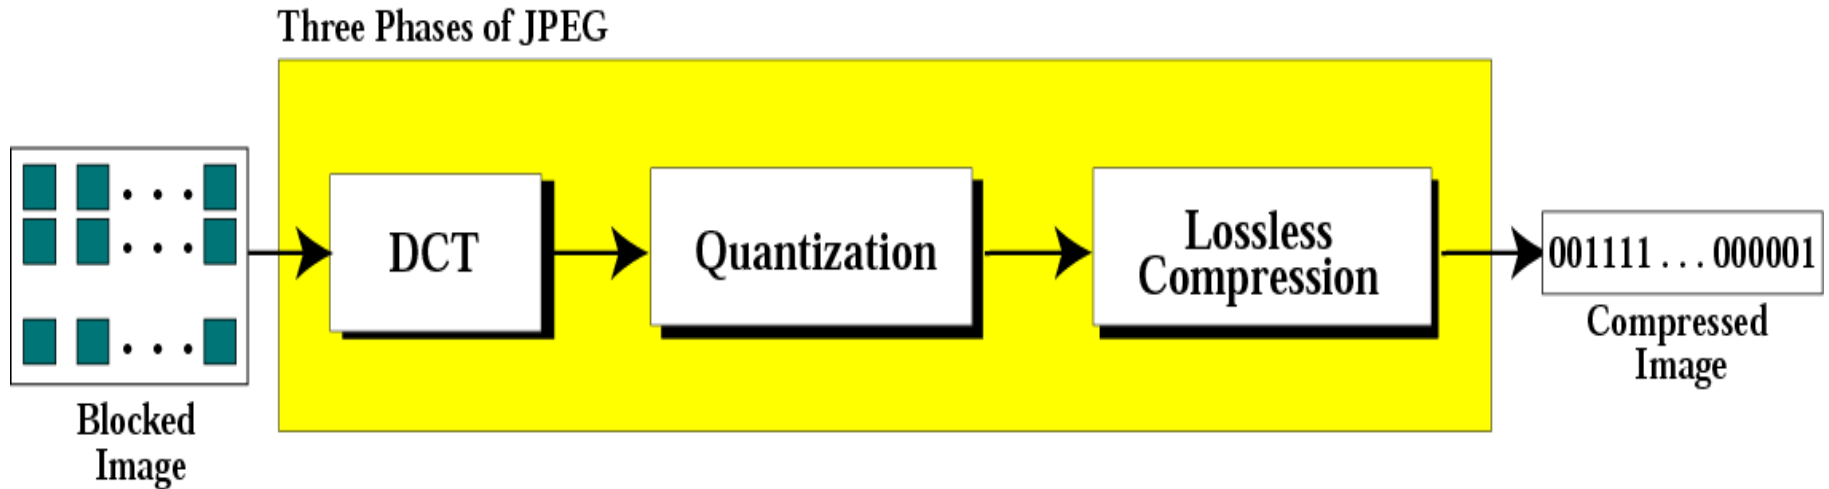 Three Phases of JPEG
DCT
Quantization
Lossless
Compression
001111 . . . 000001
Compressed
Image
Blocked
Image